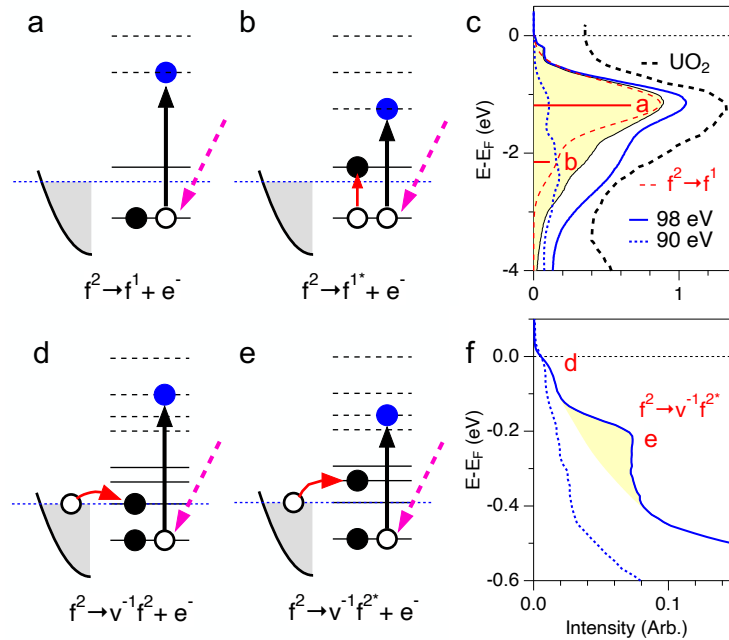 a
f²→f¹+ e⁻
b
f²→f¹*+ e⁻
c
0
-2
-4
E-E_F (eV)
0
1
UO₂
a
b
f²→f¹
98 eV
90 eV
d
f²→v⁻¹f²+ e⁻
e
f²→v⁻¹f²*+ e⁻
f
0.0
-0.2
-0.4
-0.6
E-E_F (eV)
d
f²→v⁻¹f²*
e
0.0
0.1
Intensity (Arb.)